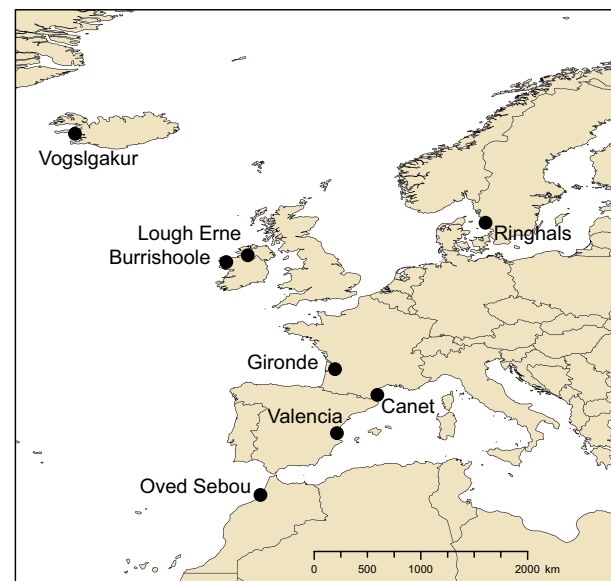 Vogslgakur
Lough Erne
Burrishoole
Ringhals
Gironde
Canet
Valencia
Oved Sebou
0 500 1000 2000 km